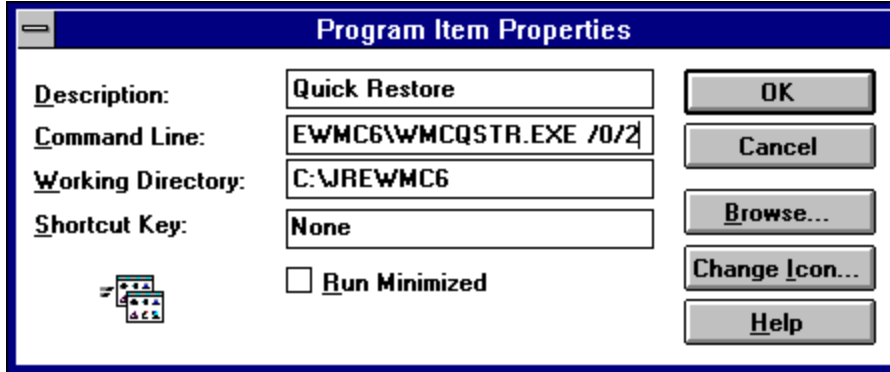 Program Item Properties
Description: Quick Restore
Command Line: EWMC6\WMCQSTR.EXE /0/2
Working Directory: C:\JREWMC6
Shortcut Key: None
Run Minimized
OK
Cancel
Browse...
Change Icon...
Help